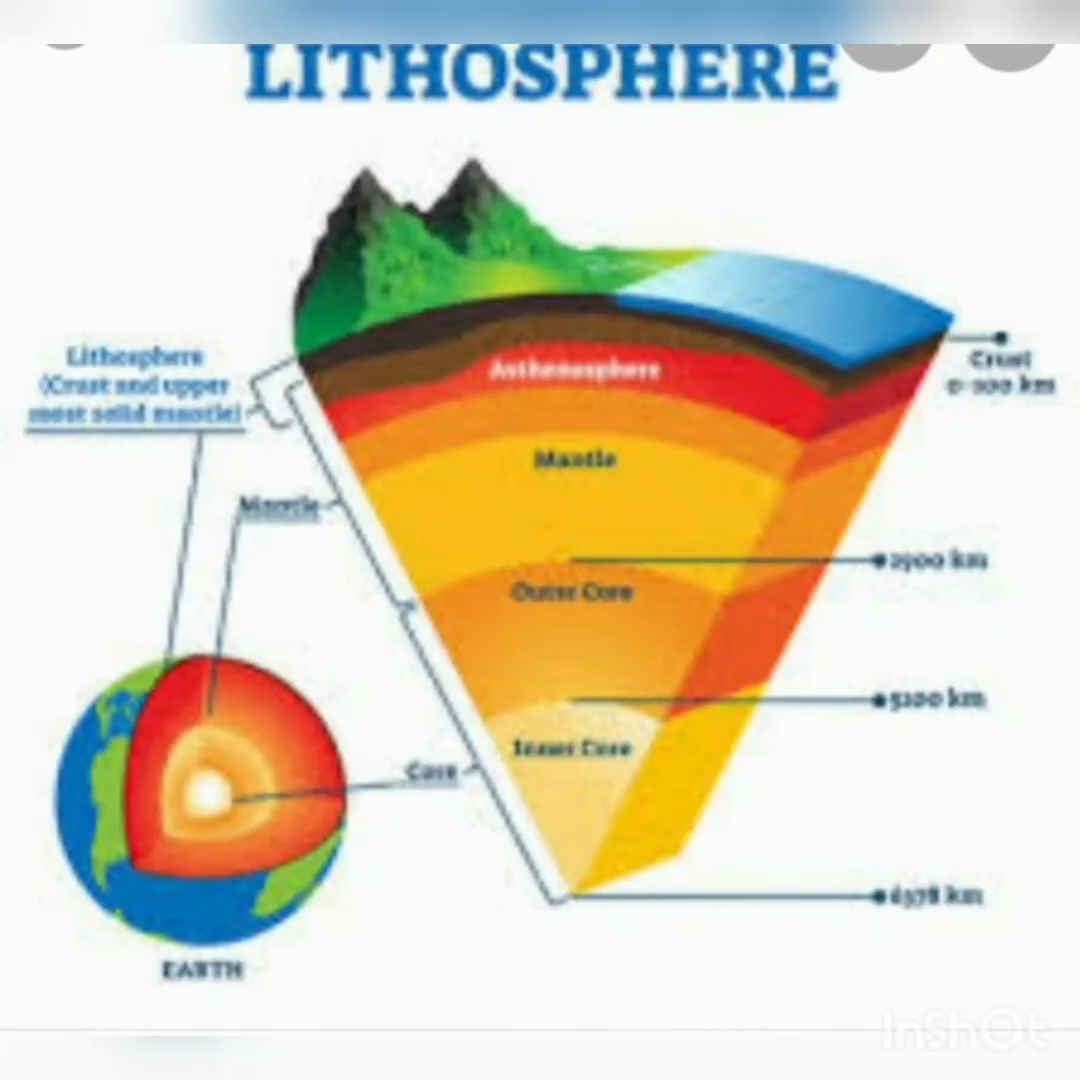 LITHOSPHERE
Lithosphere
(Crust and upper
most solid mantle)
Asthenosphere
Crust
0-100 km
Mantle
Mantle
2900 km
Outer Core
5100 km
Inner Core
Core
6378 km
EARTH
InShOt